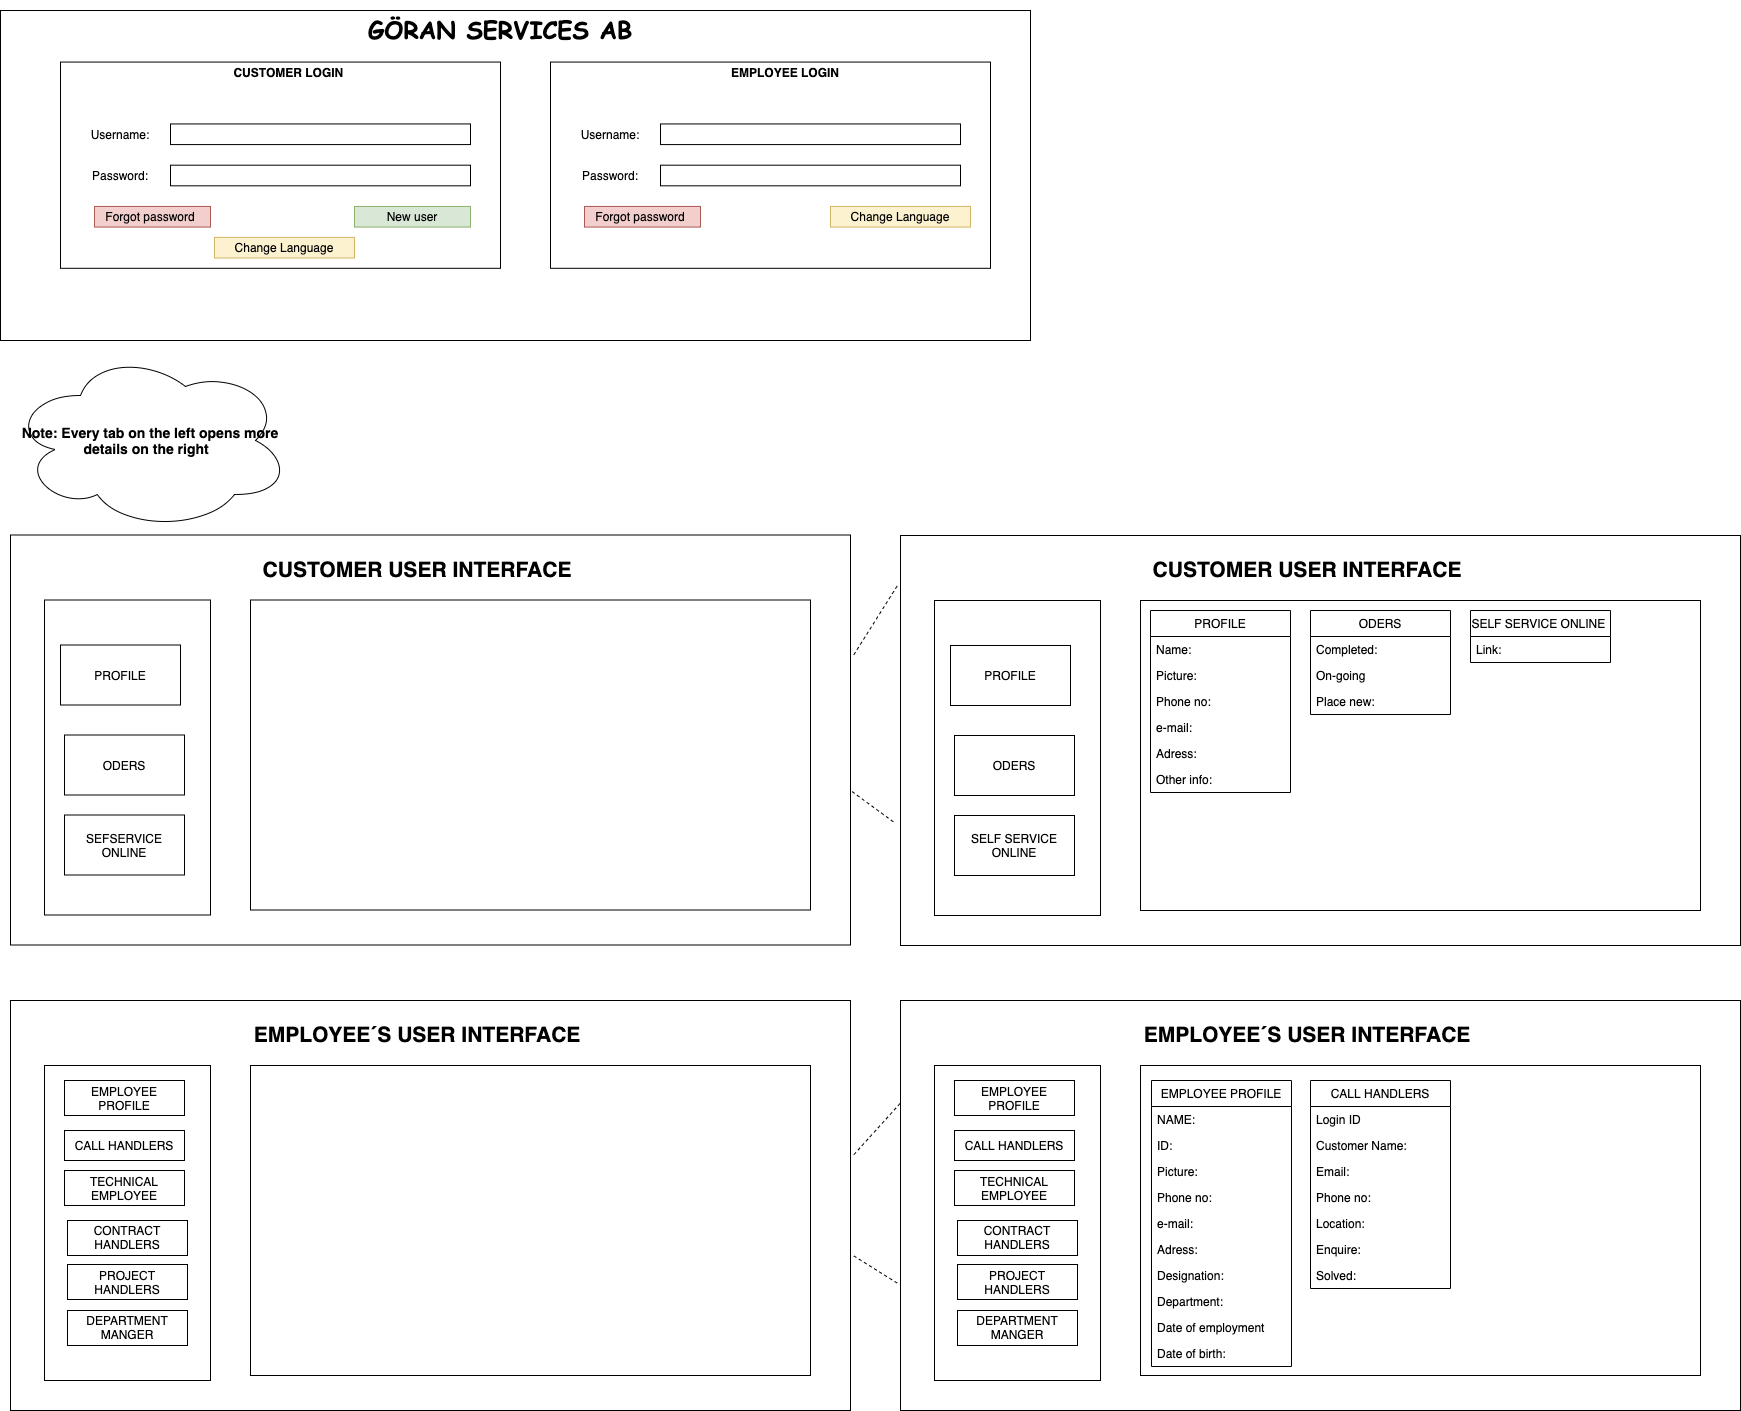 GÖRAN SERVICES AB
CUSTOMER LOGIN
Username:
Password:
Forgot password
New user
Change Language
EMPLOYEE LOGIN
Username:
Password:
Forgot password
Change Language
Note: Every tab on the left opens more
details on the right
CUSTOMER USER INTERFACE
PROFILE
ODERS
SEFSERVICE
ONLINE
CUSTOMER USER INTERFACE
PROFILE
ODERS
SELF SERVICE
ONLINE
PROFILE
Name:
Picture:
Phone no:
e-mail:
Adress:
Other info:
ODERS
Completed:
On-going
Place new:
SELF SERVICE ONLINE
Link:
EMPLOYEE´S USER INTERFACE
EMPLOYEE
PROFILE
CALL HANDLERS
TECHNICAL
EMPLOYEE
CONTRACT
HANDLERS
PROJECT
HANDLERS
DEPARTMENT
MANGER
EMPLOYEE´S USER INTERFACE
EMPLOYEE
PROFILE
CALL HANDLERS
TECHNICAL
EMPLOYEE
CONTRACT
HANDLERS
PROJECT
HANDLERS
DEPARTMENT
MANGER
EMPLOYEE PROFILE
NAME:
ID:
Picture:
Phone no:
e-mail:
Adress:
Designation:
Department:
Date of employment
Date of birth:
CALL HANDLERS
Login ID
Customer Name:
Email:
Phone no:
Location:
Enquire:
Solved: